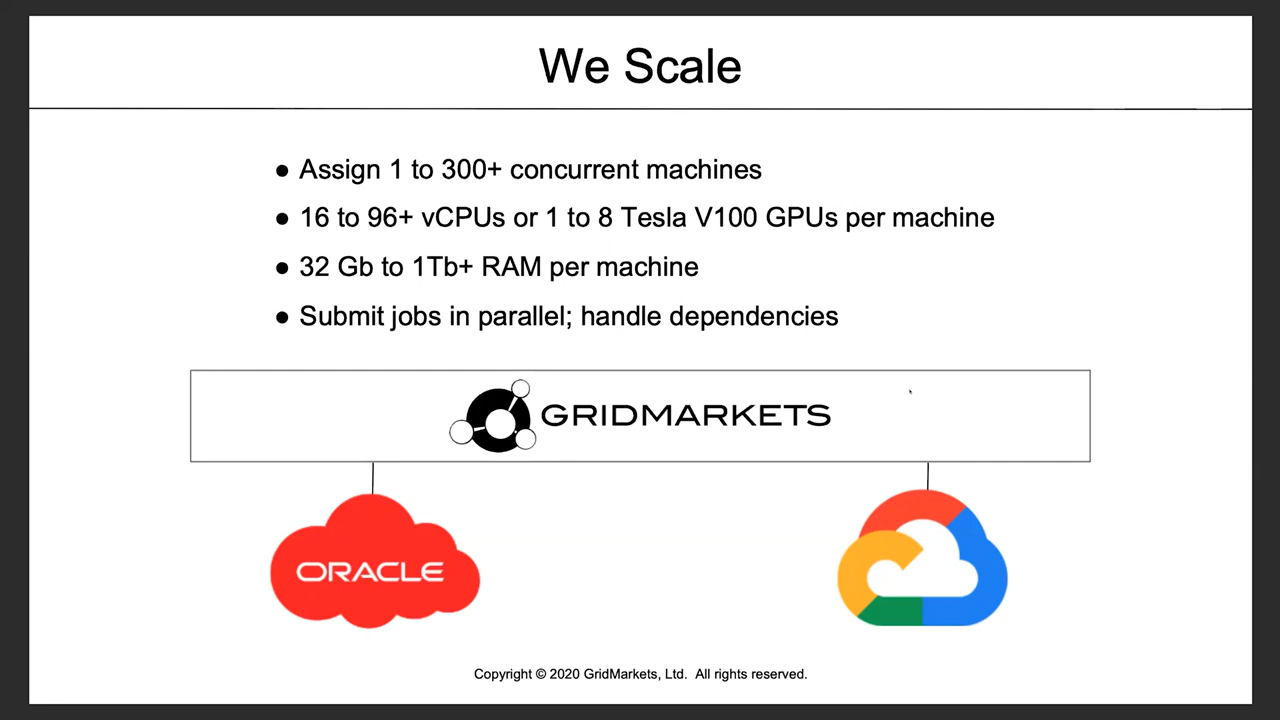 We Scale
● Assign 1 to 300+ concurrent machines
● 16 to 96+ vCPUs or 1 to 8 Tesla V100 GPUs per machine
● 32 Gb to 1Tb+ RAM per machine
● Submit jobs in parallel; handle dependencies
GRIDMARKETS
ORACLE
Copyright © 2020 GridMarkets, Ltd. All rights reserved.